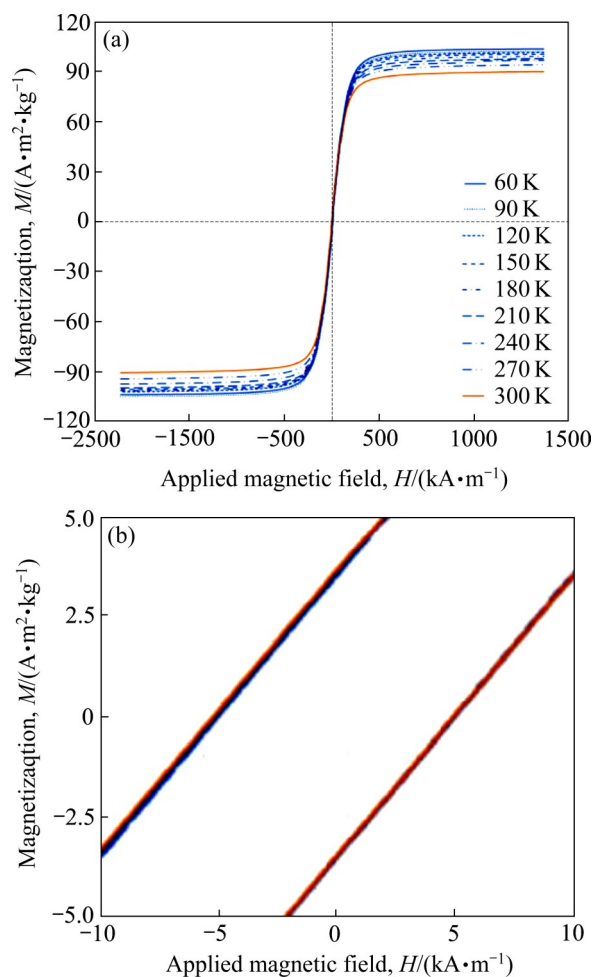 (a)
120
90
60
30
0
−30
−60
−90
−120
Magnetizaqtion, M/(A•m²•kg⁻¹)
60 K
90 K
120 K
150 K
180 K
210 K
240 K
270 K
300 K
−2500 −1500 −500 500 1000 1500
Applied magnetic field, H/(kA•m⁻¹)
(b)
5.0
2.5
0
−2.5
−5.0
Magnetizaqtion, M/(A•m²•kg⁻¹)
−10 −5 0 5 10
Applied magnetic field, H/(kA•m⁻¹)